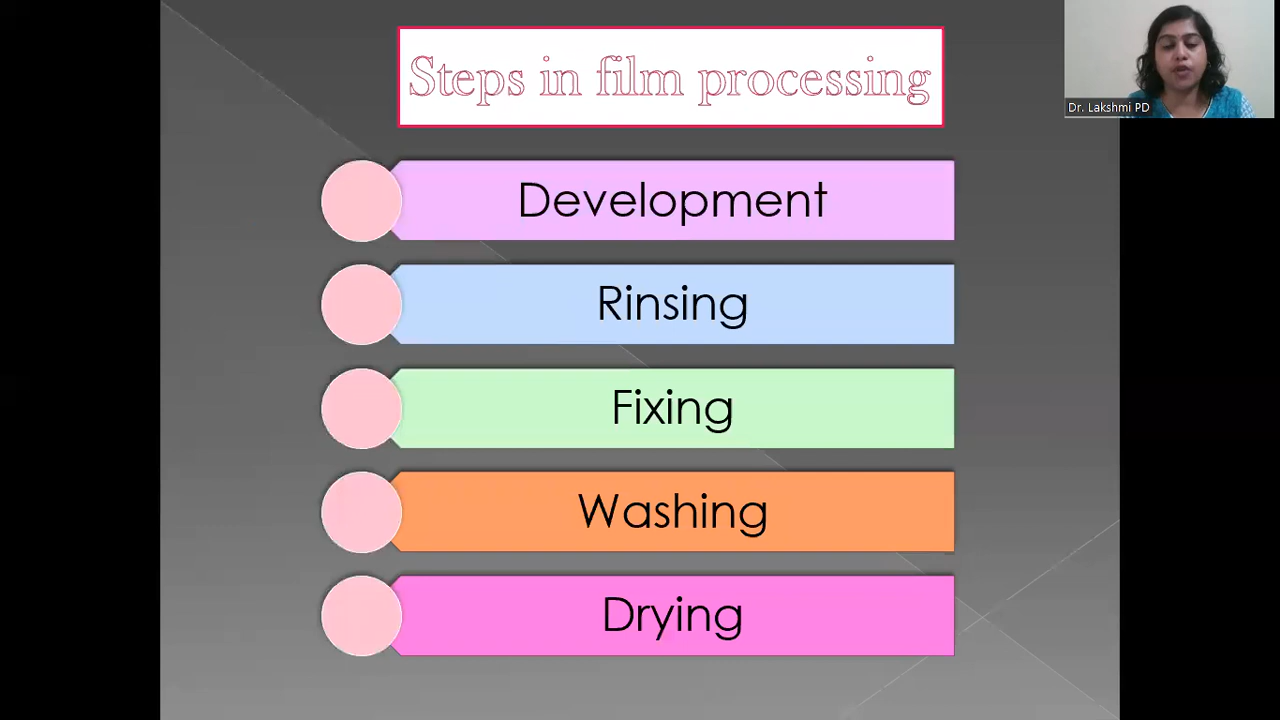 Steps in film processing
Dr. Lakshmi PD
Development
Rinsing
Fixing
Washing
Drying